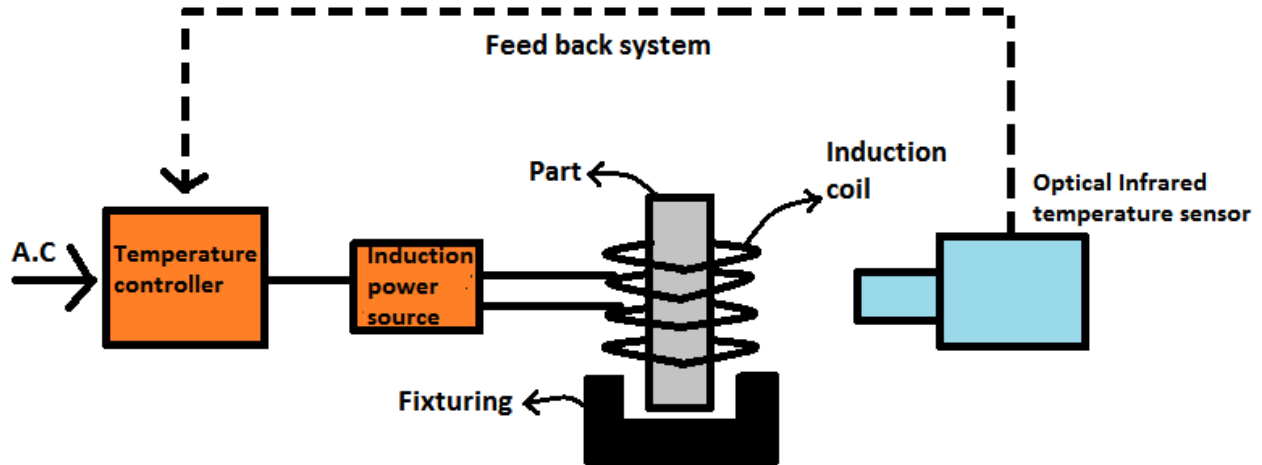 Feed back system
Part
Induction
coil
Optical Infrared
temperature sensor
A.C
Temperature
controller
Induction
power
source
Fixturing